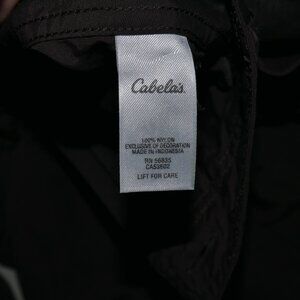 Cabela's
100% NYLON
EXCLUSIVE OF DECORATION
MADE IN INDONESIA
RN 56835
CA53602
LIFT FOR CARE